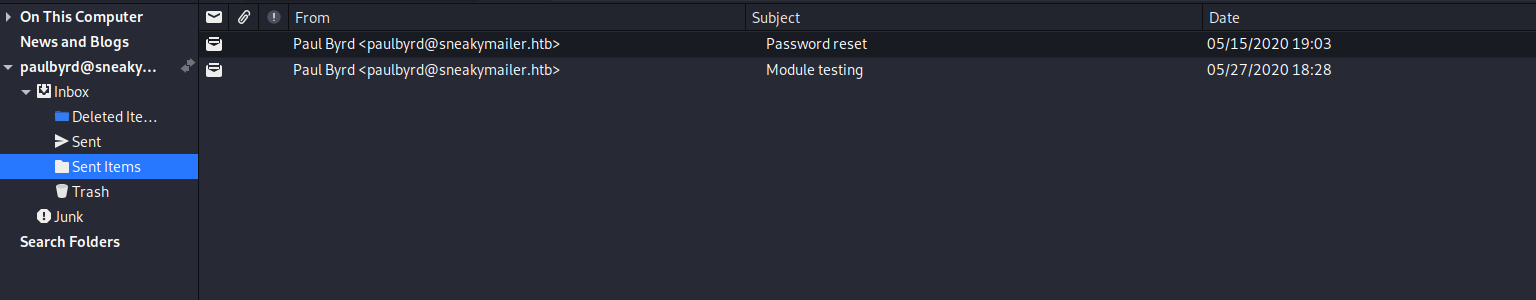 On This Computer
News and Blogs
paulbyrd@sneaky...
Inbox
Deleted Ite...
Sent
Sent Items
Trash
Junk
Search Folders
From Subject Date
Paul Byrd <paulbyrd@sneakymailer.htb> Password reset 05/15/2020 19:03
Paul Byrd <paulbyrd@sneakymailer.htb> Module testing 05/27/2020 18:28